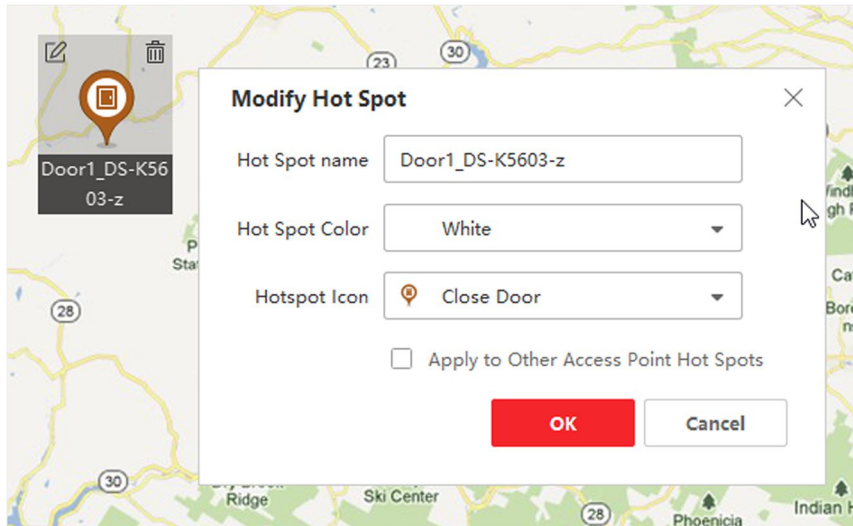 23
30
Modify Hot Spot
Door1_DS-K56
03-z
Hot Spot name
Door1_DS-K5603-z
Hot Spot Color
White
Hotspot Icon
Close Door
28
Apply to Other Access Point Hot Spots
OK
Cancel
30
Ridge
Ski Center
28
Phoenicia
Indian